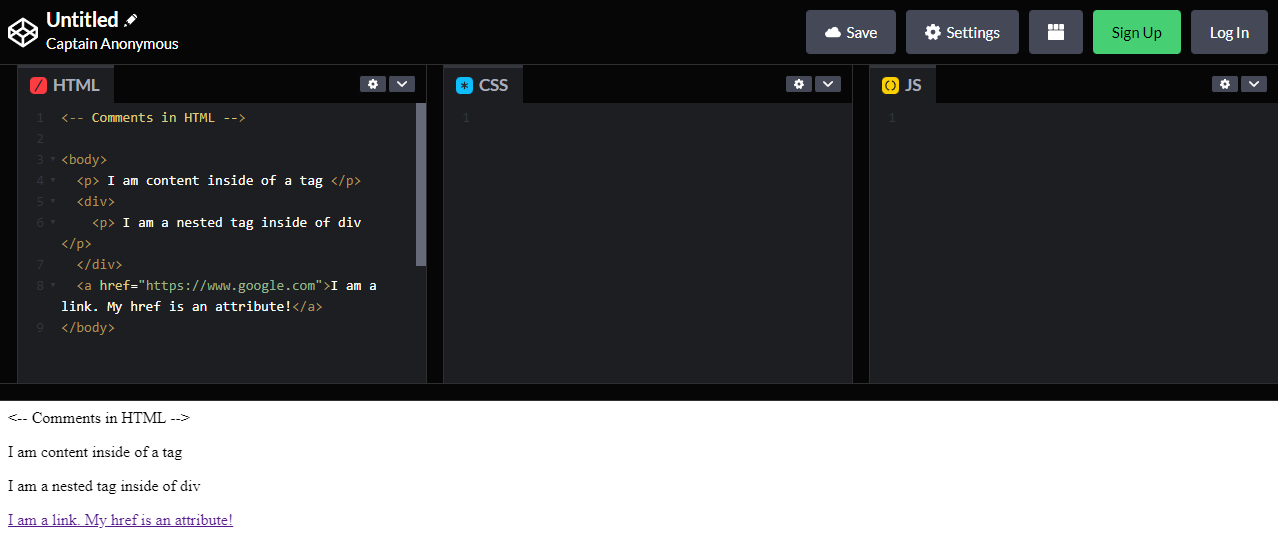 Untitled
Captain Anonymous
Save
Settings
Sign Up
Log In
/ HTML
* CSS
() JS
1 <-- Comments in HTML -->
2
3 <body>
4 <p> I am content inside of a tag </p>
5 <div>
6 <p> I am a nested tag inside of div
</p>
7 </div>
8 <a href="https://www.google.com">I am a
link. My href is an attribute!</a>
9 </body>
1
1
<-- Comments in HTML -->
I am content inside of a tag
I am a nested tag inside of div
I am a link. My href is an attribute!